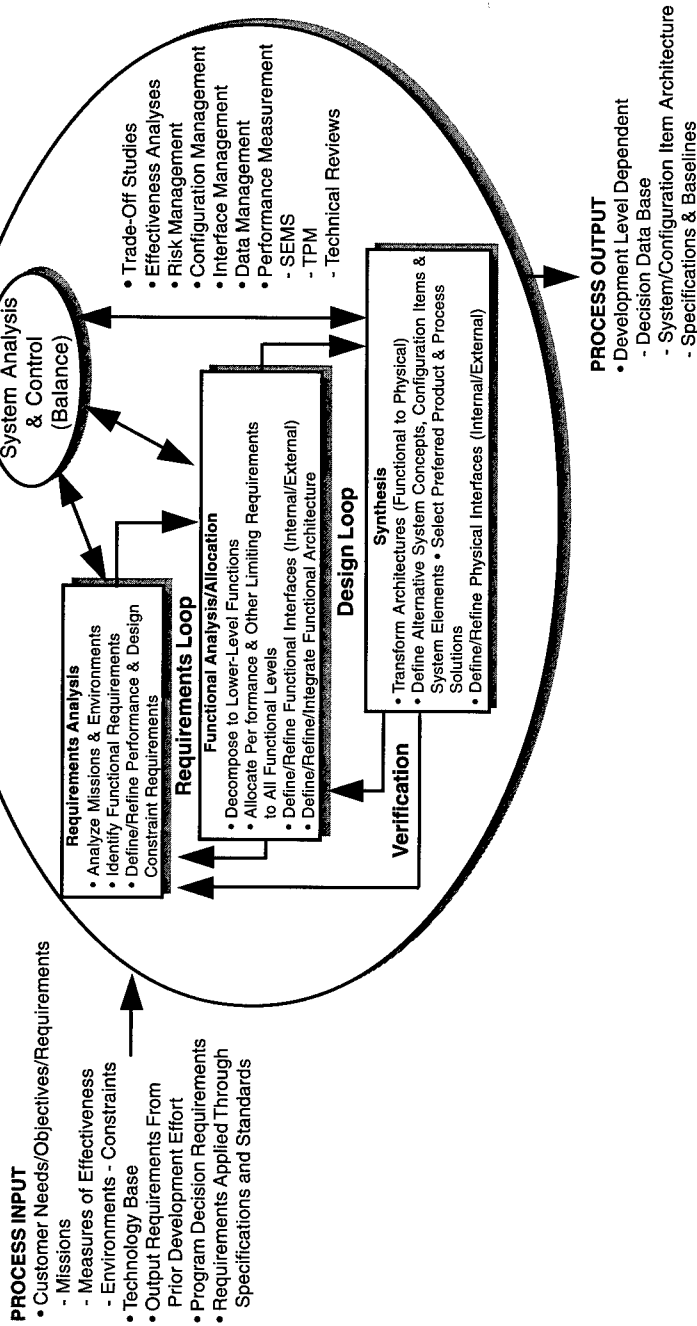 PROCESS INPUT
• Customer Needs/Objectives/Requirements
- Missions
- Measures of Effectiveness
- Environments - Constraints
• Technology Base
• Output Requirements From
Prior Development Effort
• Program Decision Requirements
• Requirements Applied Through
Specifications and Standards
System Analysis
& Control
(Balance)
• Trade-Off Studies
• Effectiveness Analyses
• Risk Management
• Configuration Management
• Interface Management
• Data Management
• Performance Measurement
- SEMS
- TPM
- Technical Reviews
Requirements Analysis
• Analyze Missions & Environments
• Identify Functional Requirements
• Define/Refine Performance & Design
Constraint Requirements
Requirements Loop
Functional Analysis/Allocation
• Decompose to Lower-Level Functions
• Allocate Per formance & Other Limiting Requirements
to All Functional Levels
• Define/Refine Functional Interfaces (Internal/External)
• Define/Refine/Integrate Functional Architecture
Design Loop
Synthesis
• Transform Architectures (Functional to Physical)
• Define Alternative System Concepts, Configuration Items &
System Elements • Select Preferred Product & Process
Solutions
• Define/Refine Physical Interfaces (Internal/External)
Verification
PROCESS OUTPUT
• Development Level Dependent
- Decision Data Base
- System/Configuration Item Architecture
- Specifications & Baselines